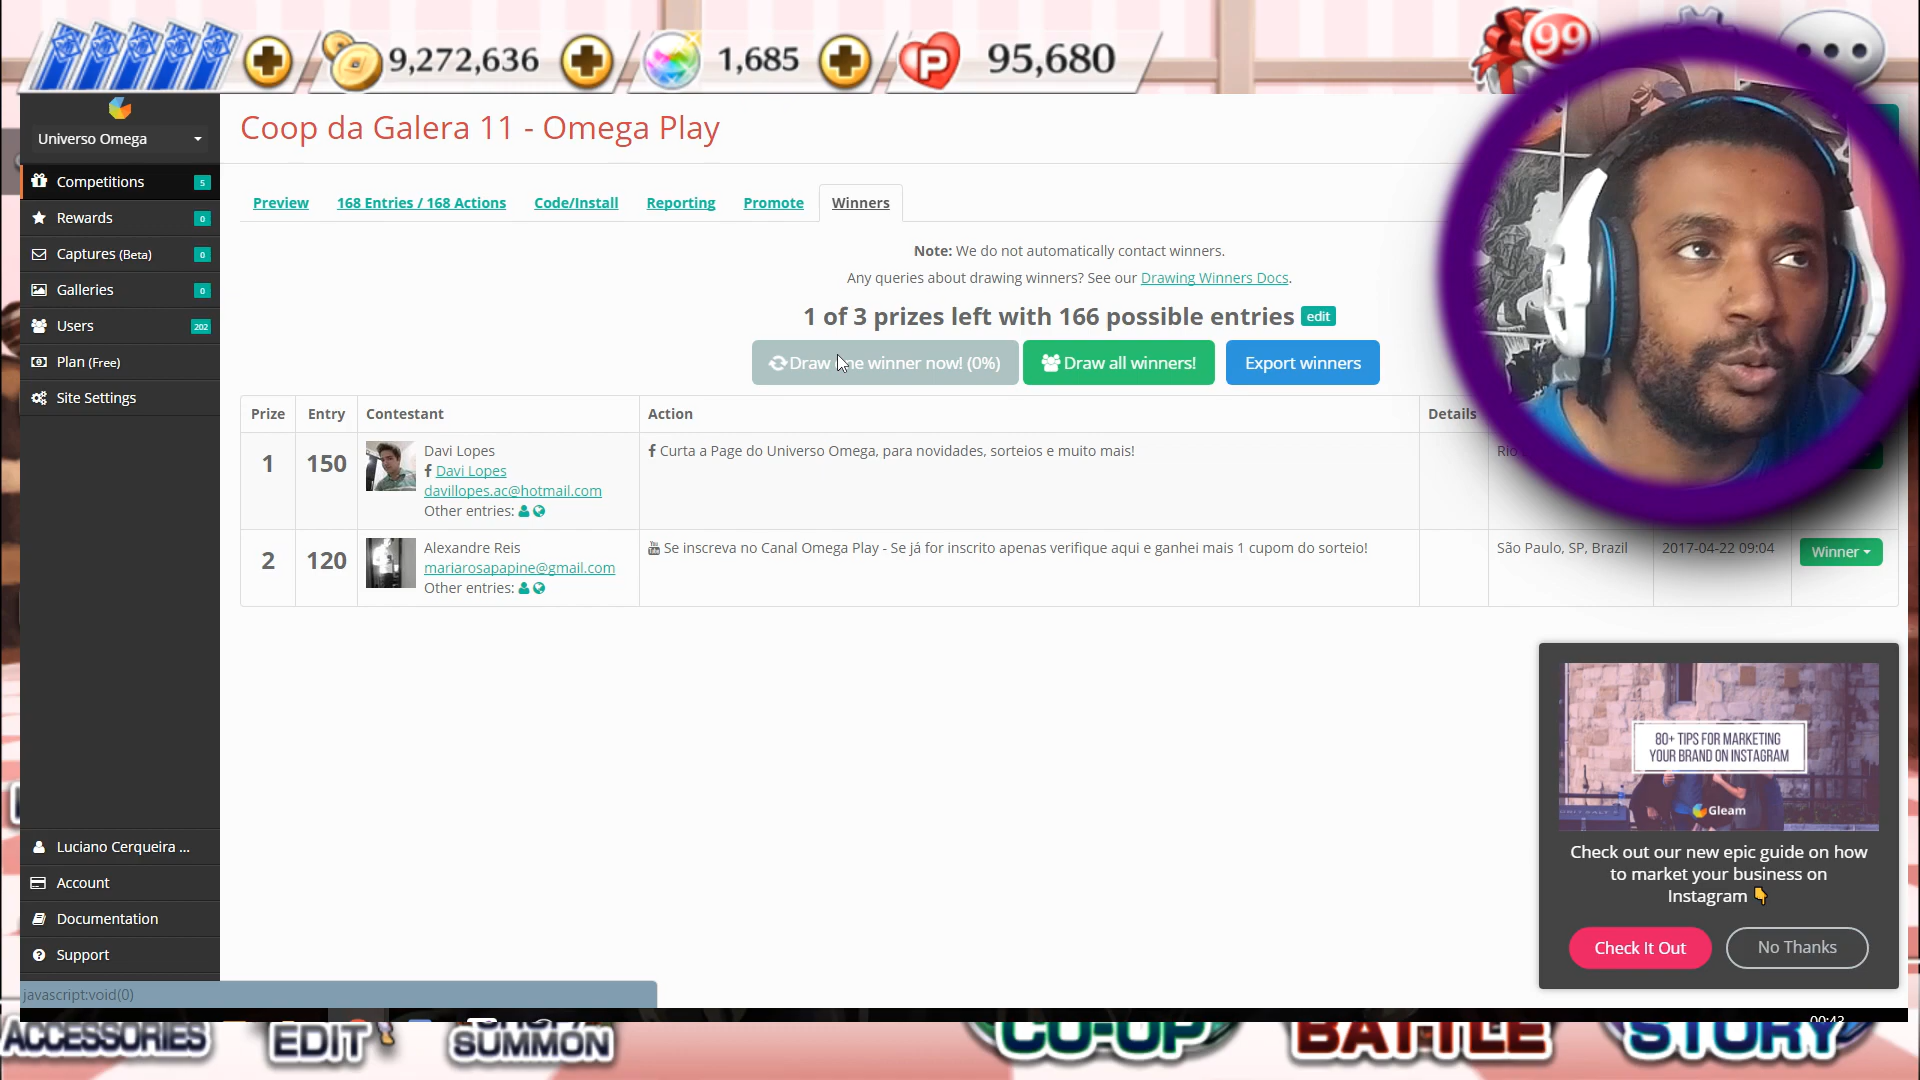 9,272,636
1,685
95,680
99
Universo Omega
Coop da Galera 11 - Omega Play
Competitions 5
Rewards 0
Captures (Beta) 0
Galleries 0
Users 202
Plan (Free)
Site Settings
Preview
168 Entries / 168 Actions
Code/Install
Reporting
Promote
Winners
Note: We do not automatically contact winners.
Any queries about drawing winners? See our Drawing Winners Docs.
1 of 3 prizes left with 166 possible entries edit
Draw one winner now! (0%)
Draw all winners!
Export winners
Prize Entry Contestant Action Details
1 150 Davi Lopes
Davi Lopes
davillopes.ac@hotmail.com
Other entries:
Curta a Page do Universo Omega, para novidades, sorteios e muito mais!
2 120 Alexandre Reis
mariarosapapine@gmail.com
Other entries:
Se inscreva no Canal Omega Play - Se já for inscrito apenas verifique aqui e ganhei mais 1 cupom do sorteio!
São Paulo, SP, Brazil
2017-04-22 09:04
Winner
80+ TIPS FOR MARKETING
YOUR BRAND ON INSTAGRAM
Gleam
Check out our new epic guide on how
to market your business on
Instagram
Check It Out
No Thanks
Luciano Cerqueira ...
Account
Documentation
Support
javascript:void(0)
00:43
ACCESSORIES
EDIT
SUMMON
CO-OP
BATTLE
STORY